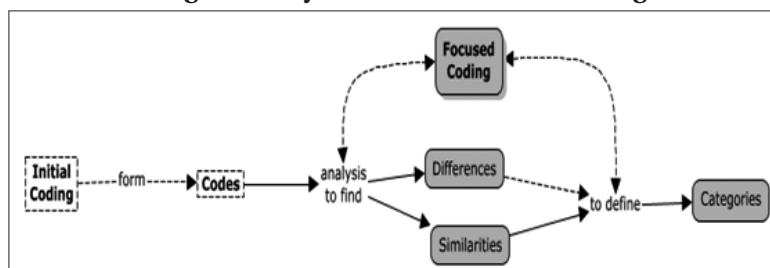 Focused
Coding
Initial
Coding
form
Codes
analysis
to find
Differences
Similarities
to define
Categories